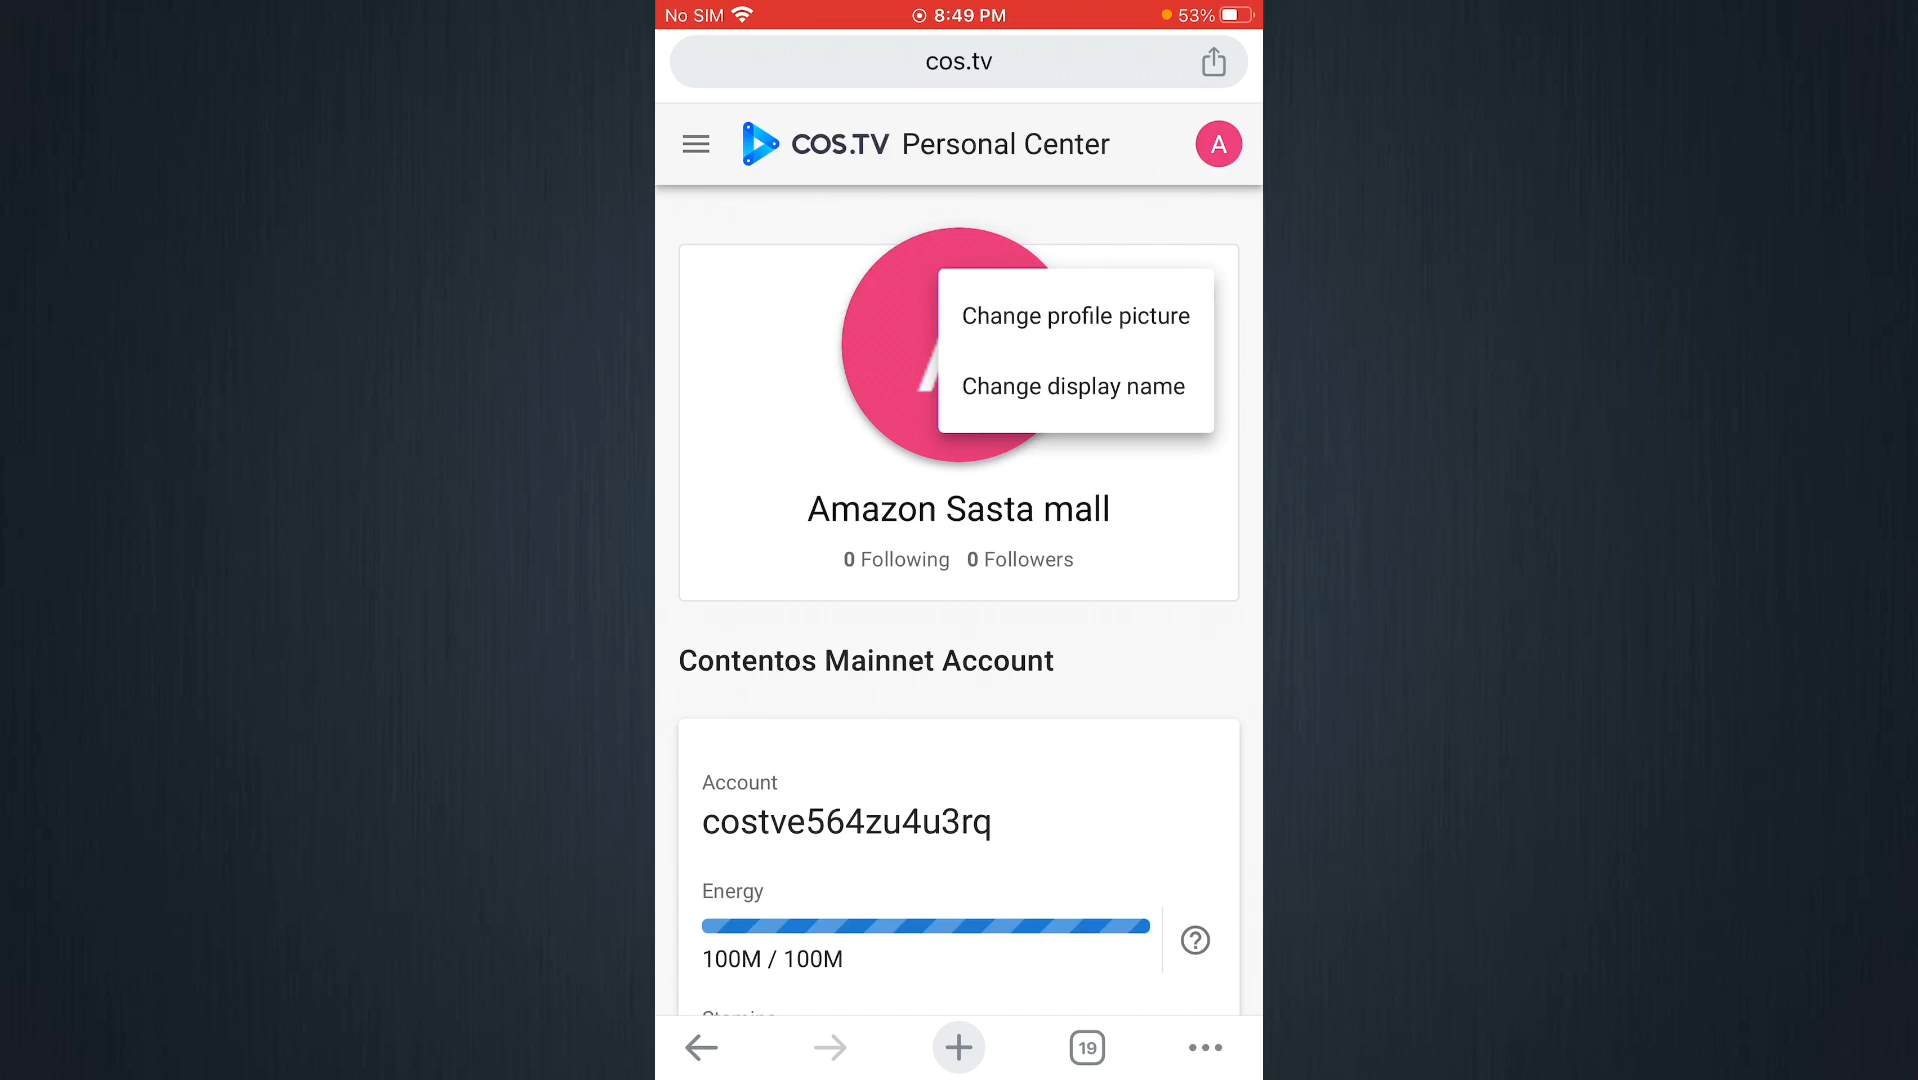 No SIM 8:49 PM 53%
cos.tv
COS.TV Personal Center A
Change profile picture
Change display name
Amazon Sasta mall
0 Following 0 Followers
Contentos Mainnet Account
Account
costve564zu4u3rq
Energy
100M / 100M
19